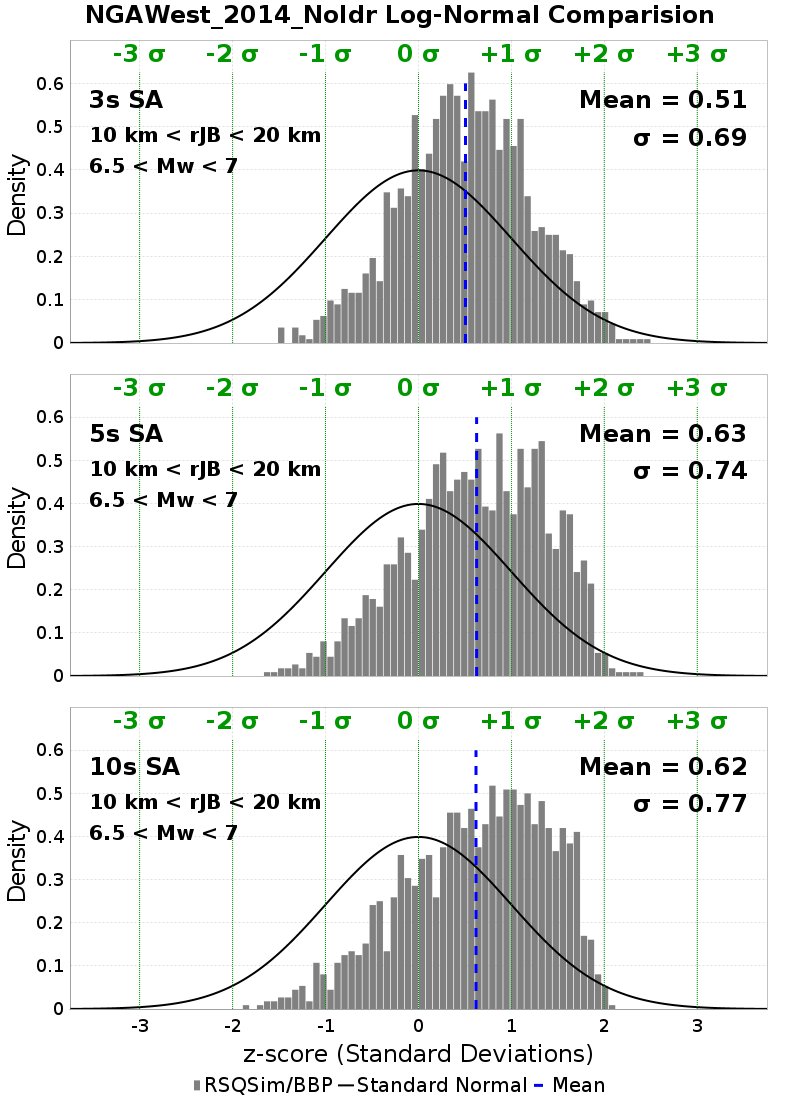 NGAWest_2014_NoIdr Log-Normal Comparision
-3 σ -2 σ -1 σ 0 σ +1 σ +2 σ +3 σ
3s SA Mean = 0.51
10 km < rJB < 20 km σ = 0.69
6.5 < Mw < 7
0.6
0.5
0.4
0.3
0.2
0.1
0
Density
-3 σ -2 σ -1 σ 0 σ +1 σ +2 σ +3 σ
5s SA Mean = 0.63
10 km < rJB < 20 km σ = 0.74
6.5 < Mw < 7
0.6
0.5
0.4
0.3
0.2
0.1
0
Density
-3 σ -2 σ -1 σ 0 σ +1 σ +2 σ +3 σ
10s SA Mean = 0.62
10 km < rJB < 20 km σ = 0.77
6.5 < Mw < 7
0.6
0.5
0.4
0.3
0.2
0.1
0
Density
-3 -2 -1 0 1 2 3
z-score (Standard Deviations)
RSQSim/BBP Standard Normal Mean